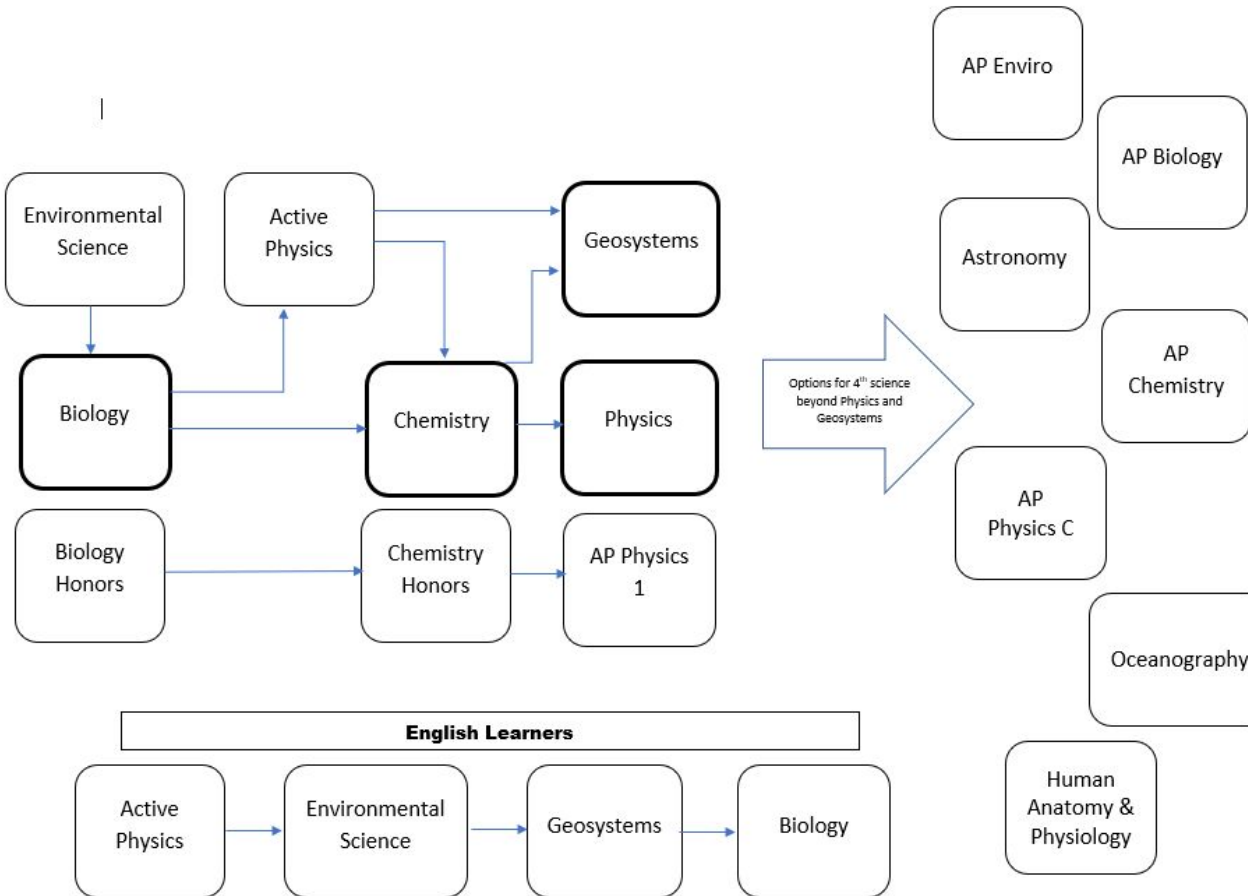 Environmental
Science
Active
Physics
Geosystems
Biology
Chemistry
Physics
Biology
Honors
Chemistry
Honors
AP Physics
1
Options for 4th science
beyond Physics and
Geosystems
AP Enviro
AP Biology
Astronomy
AP
Chemistry
AP
Physics C
Oceanography
Human
Anatomy &
Physiology
English Learners
Active
Physics
Environmental
Science
Geosystems
Biology